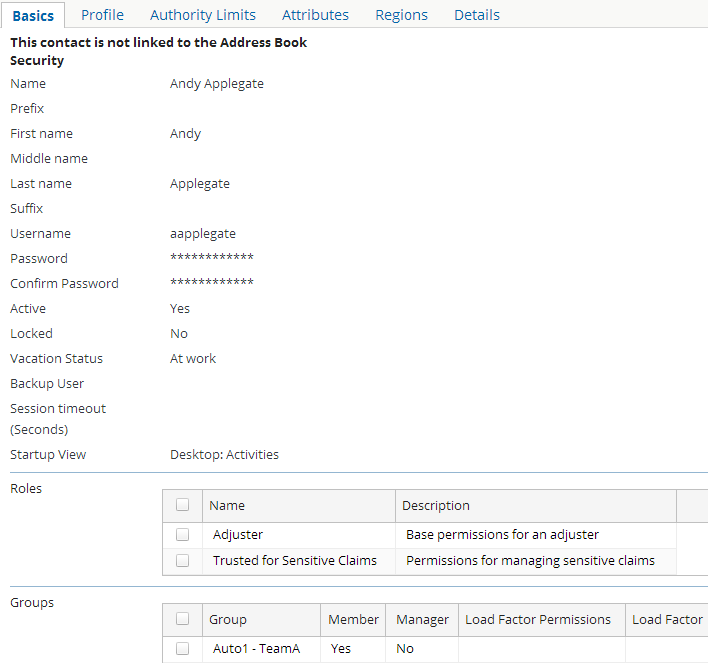 Basics Profile Authority Limits Attributes Regions Details
This contact is not linked to the Address Book
Security
Name Andy Applegate
Prefix
First name Andy
Middle name
Last name Applegate
Suffix
Username aapplegate
Password ************
Confirm Password ************
Active Yes
Locked No
Vacation Status At work
Backup User
Session timeout
(Seconds)
Startup View Desktop: Activities
Roles
Name Description
Adjuster Base permissions for an adjuster
Trusted for Sensitive Claims Permissions for managing sensitive claims
Groups
Group Member Manager Load Factor Permissions Load Factor
Auto1 - TeamA Yes No